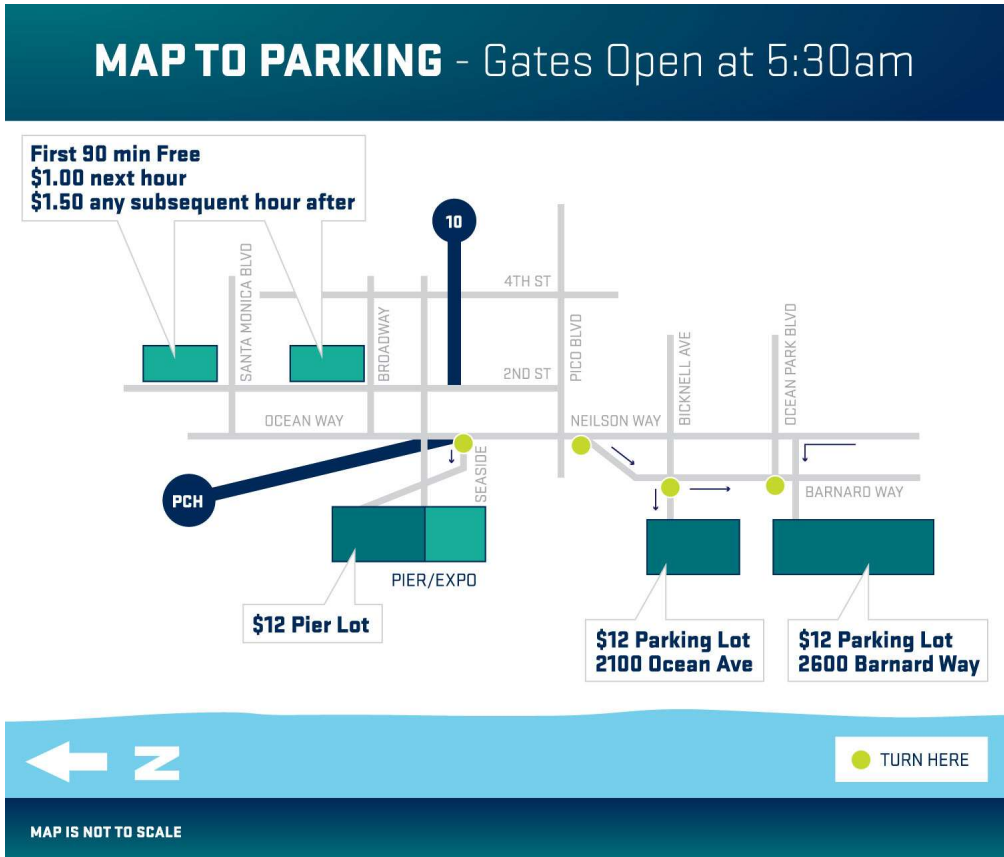 MAP TO PARKING - Gates Open at 5:30am
First 90 min Free
$1.00 next hour
$1.50 any subsequent hour after
10
SANTA MONICA BLVD
4TH ST
BROADWAY
PICO BLVD
2ND ST
BICKNELL AVE
OCEAN PARK BLVD
OCEAN WAY
NEILSON WAY
SEASIDE
PCH
BARNARD WAY
PIER/EXPO
$12 Pier Lot
$12 Parking Lot
2100 Ocean Ave
$12 Parking Lot
2600 Barnard Way
N
TURN HERE
MAP IS NOT TO SCALE